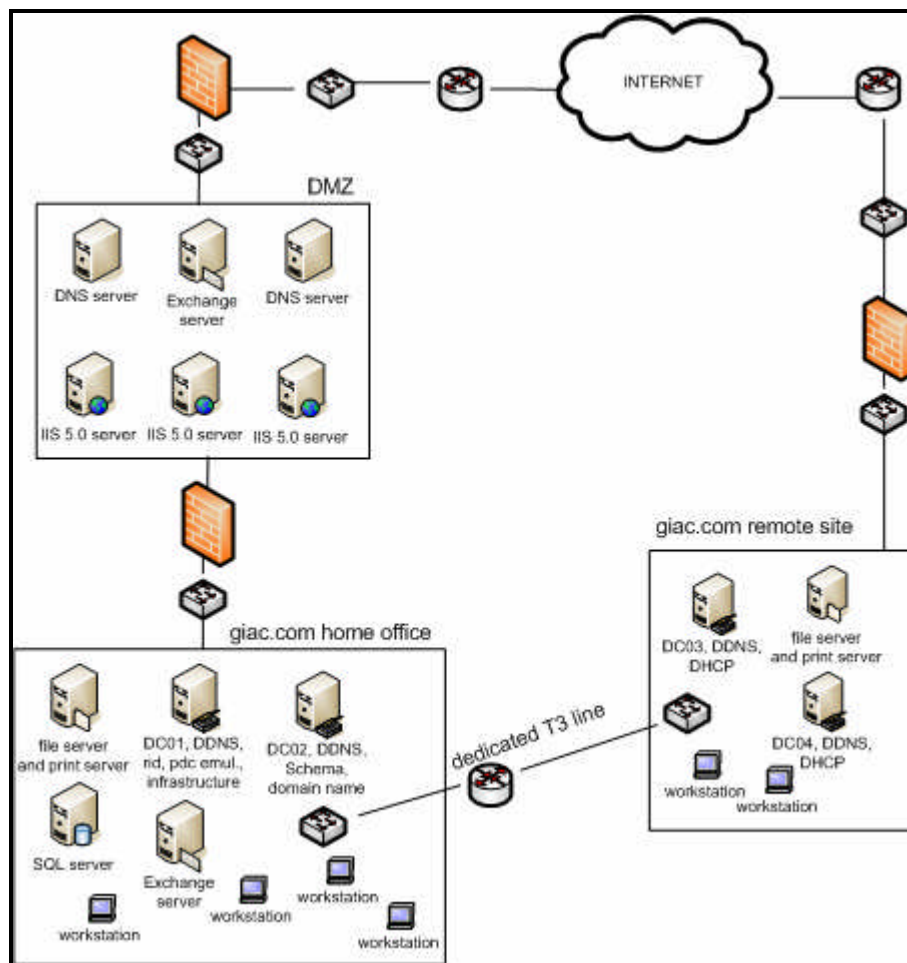 INTERNET
DMZ
DNS server
Exchange
server
DNS server
IIS 5.0 server
IIS 5.0 server
IIS 5.0 server
giac.com remote site
DC03, DDNS,
DHCP
file server
and print server
DC04, DDNS,
DHCP
workstation
workstation
giac.com home office
file server
and print server
DC01, DDNS,
rid, pdc emul.,
infrastructure
DC02, DDNS,
Schema,
domain name
dedicated T3 line
SQL server
Exchange
server
workstation
workstation
workstation
workstation